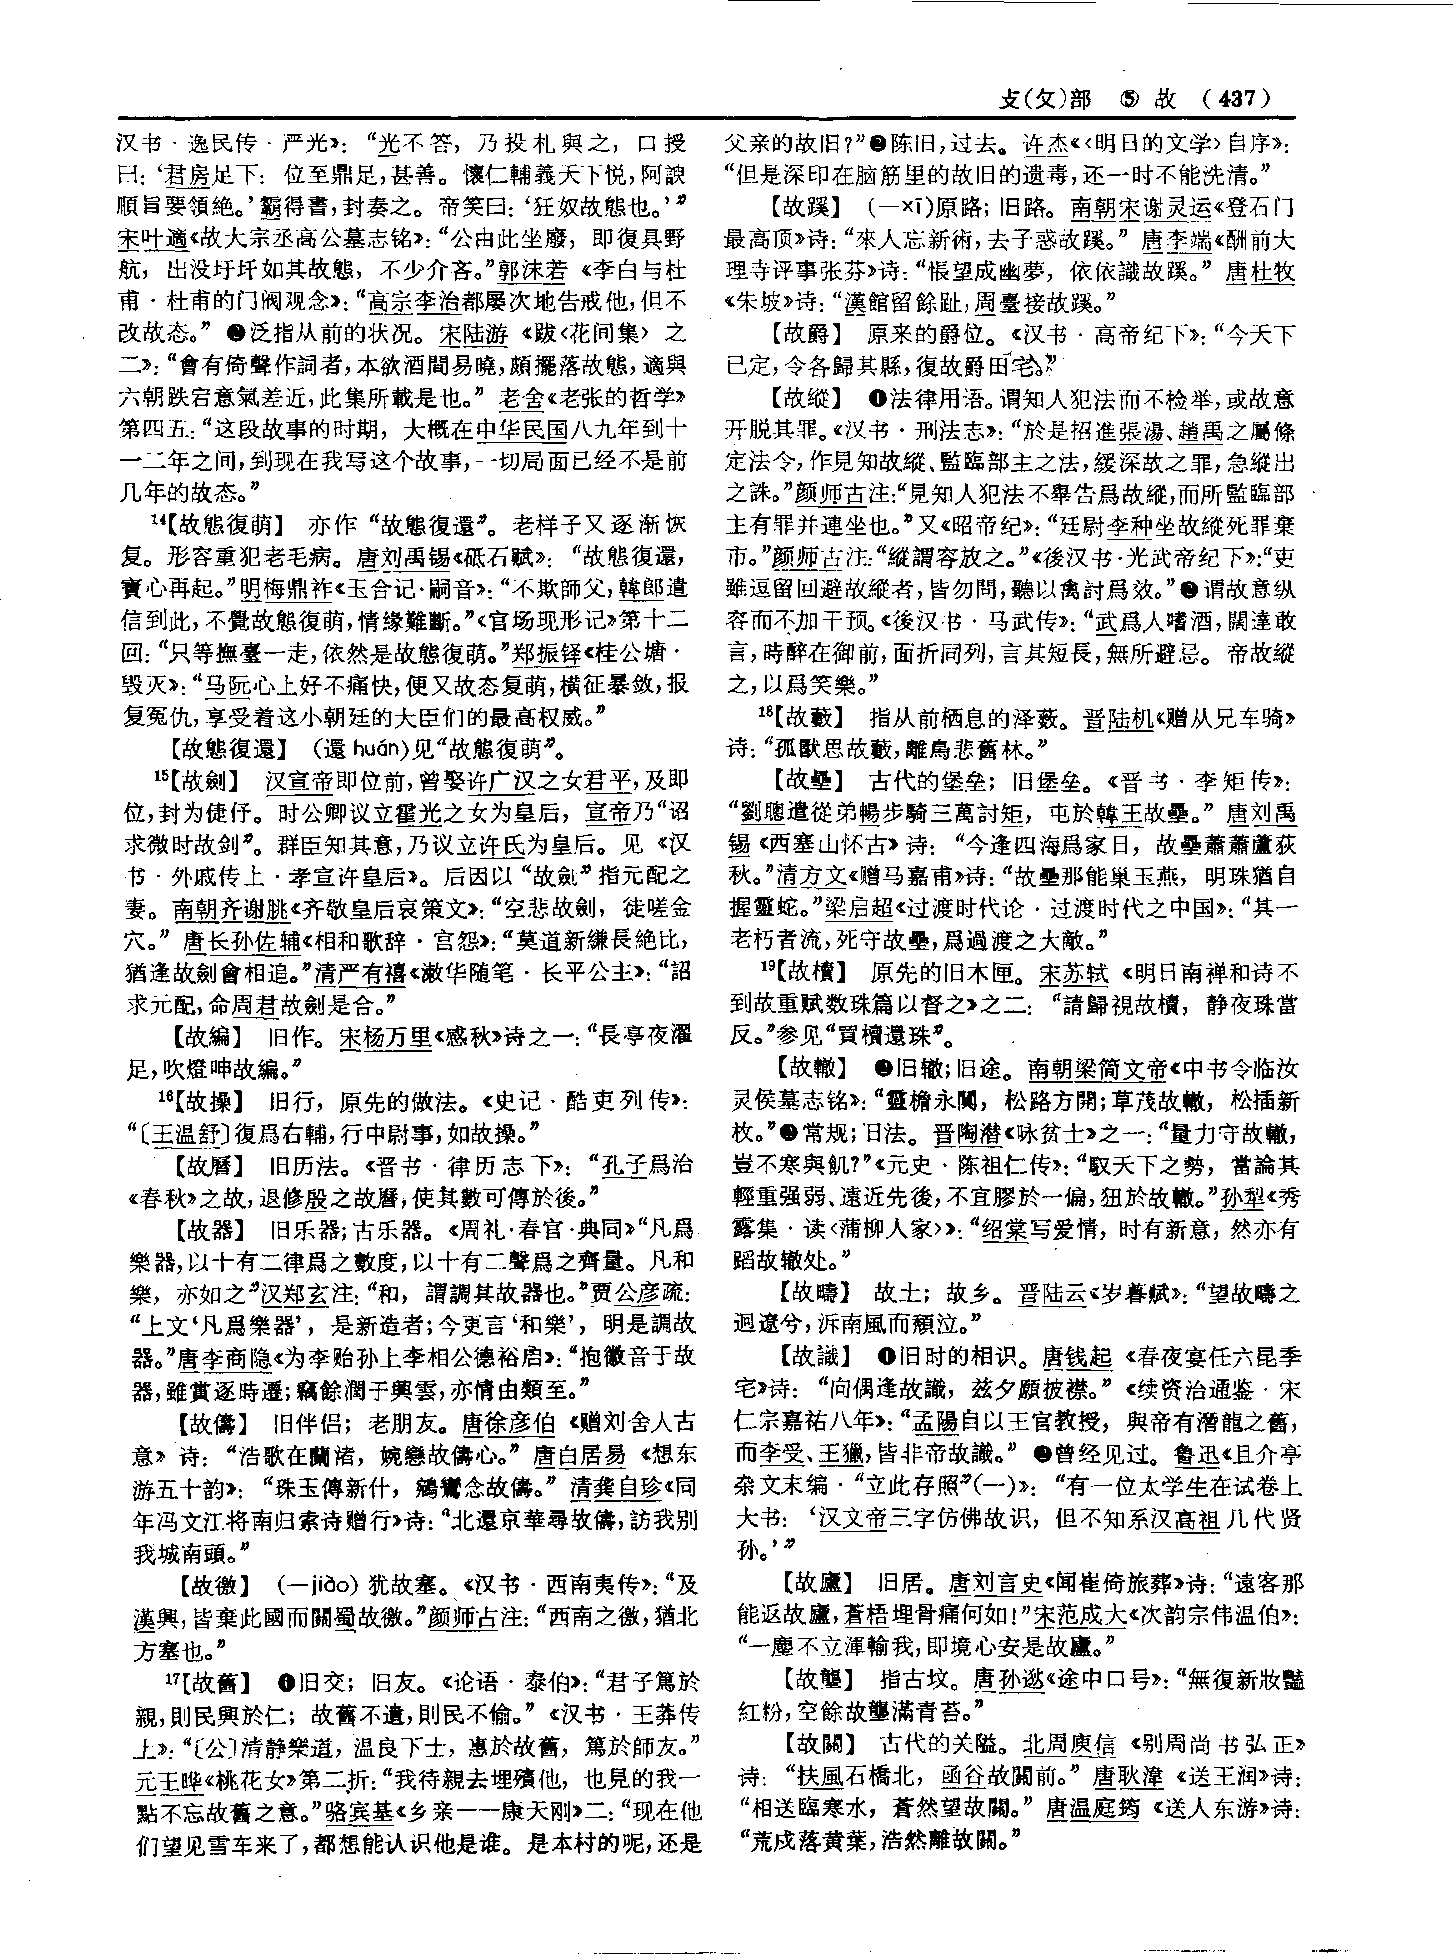 攴(攵)部 ⑤ 故 (437)
汉书·逸民传·严光》：“光不答，乃投札與之，口授
曰：‘君房足下：位至鼎足，甚善。懷仁輔義天下悦，阿諛
順旨要領絶。’霸得書，封奏之。帝笑曰：‘狂奴故態也。’”
宋叶適《故大宗丞高公墓志铭》：“公由此坐廢，即復具野
航，出没圩圩如其故態，不少介吝。”郭沫若《李白与杜
甫·杜甫的门阀观念》：“高宗李治都屡次地告戒他，但不
改故态。”❷泛指从前的状况。宋陆游《跋〈花间集〉之
二》：“會有倚聲作詞者，本欲酒間易曉，頗擺落故態，適與
六朝跌宕意氣差近，此集所載是也。”老舍《老张的哲学》
第四五：“这段故事的时期，大概在中华民国八九年到十
一二年之间，到现在我写这个故事，一切局面已经不是前
几年的故态。”
14【故態復萌】 亦作“故態復還”。老样子又逐渐恢
复。形容重犯老毛病。唐刘禹锡《砥石赋》：“故態復還，
寶心再起。”明梅鼎祚《玉合记·嗣音》：“不欺師父，韓郎遣
信到此，不覺故態復萌，情缘難斷。”《官场现形记》第十二
回：“只等撫臺一走，依然是故態復萌。”郑振铎《桂公塘·
毁灭》：“马阮心上好不痛快，便又故态复萌，横征暴敛，报
复冤仇，享受着这小朝廷的大臣们的最高权威。”
【故態復還】 (還 huán)见“故態復萌”。
15【故劍】 汉宣帝即位前，曾娶许广汉之女君平，及即
位，封为倢伃。时公卿议立霍光之女为皇后，宣帝乃“诏
求微时故剑”。群臣知其意，乃议立许氏为皇后。见《汉
书·外戚传上·孝宣许皇后》。后因以“故劍”指元配之
妻。南朝齐谢朓《齐敬皇后哀策文》：“空悲故劍，徒嗟金
穴。”唐长孙佐辅《相和歌辞·宫怨》：“莫道新縑長絶比，
猶逢故劍會相追。”清严有禧《漱华随笔·长平公主》：“詔
求元配，命周君故劍是合。”
【故編】 旧作。宋杨万里《感秋》诗之一：“長亭夜濯
足，吹燈呻故編。”
16【故操】 旧行，原先的做法。《史记·酷吏列传》：
“〔王温舒〕復爲右輔，行中尉事，如故操。”
【故曆】 旧历法。《晋书·律历志下》：“孔子爲治
《春秋》之故，退修殷之故曆，使其數可傳於後。”
【故器】 旧乐器；古乐器。《周礼·春官·典同》“凡爲
樂器，以十有二律爲之數度，以十有二聲爲之齊量。凡和
樂，亦如之”汉郑玄注：“和，謂調其故器也。”贾公彦疏：
“上文‘凡爲樂器’，是新造者；今更言‘和樂’，明是調故
器。”唐李商隐《为李贻孙上李相公德裕启》：“抱徽音于故
器，雖賞逐時遷；竊餘潤于興雲，亦情由類至。”
【故儔】 旧伴侣；老朋友。唐徐彦伯《赠刘舍人古
意》诗：“浩歌在蘭渚，婉戀故儔心。”唐白居易《想东
游五十韵》：“珠玉傳新什，鵷鸞念故儔。”清龚自珍《同
年冯文江将南归索诗赠行》诗：“北還京華尋故儔，訪我别
我城南頭。”
【故徼】 (一jiào) 犹故塞。《汉书·西南夷传》：“及
漢興，皆棄此國而關蜀故徼。”颜师古注：“西南之徼，猶北
方塞也。”
17【故舊】 ❶旧交；旧友。《论语·泰伯》：“君子篤於
親，則民興於仁；故舊不遺，則民不偷。”《汉书·王莽传
上》：“〔公〕清静樂道，温良下士，惠於故舊，篤於師友。”
元王晔《桃花女》第二折：“我待親去埋殯他，也見的我一
點不忘故舊之意。”骆宾基《乡亲——康天刚》二：“现在他
们望见雪车来了，都想能认识他是谁。是本村的呢，还是
父亲的故旧？”❷陈旧，过去。许杰《〈明日的文学〉自序》：
“但是深印在脑筋里的故旧的遗毒，还一时不能洗清。”
【故蹊】 (一xī)原路；旧路。南朝宋谢灵运《登石门
最高顶》诗：“來人忘新術，去子惑故蹊。”唐李端《酬前大
理寺评事张芬》诗：“悵望成幽夢，依依識故蹊。”唐杜牧
《朱坡》诗：“漢館留餘趾，周臺接故蹊。”
【故爵】 原来的爵位。《汉书·高帝纪下》：“今天下
已定，令各歸其縣，復故爵田宅。”
【故縱】 ❶法律用语。谓知人犯法而不检举，或故意
开脱其罪。《汉书·刑法志》：“於是招進張湯、趙禹之屬條
定法令，作見知故縱、監臨部主之法，緩深故之罪，急縱出
之誅。”颜师古注：“見知人犯法不舉告爲故縱，而所監臨部
主有罪并連坐也。”又《昭帝纪》：“廷尉李种坐故縱死罪棄
市。”颜师古注：“縱謂容放之。”《後汉书·光武帝纪下》：“吏
雖逗留回避故縱者，皆勿問，聽以禽討爲效。”❷谓故意纵
容而不加干预。《後汉书·马武传》：“武爲人嗜酒，闊達敢
言，時醉在御前，面折同列，言其短長，無所避忌。帝故縱
之，以爲笑樂。”
18【故藪】 指从前栖息的泽薮。晋陆机《赠从兄车骑》
诗：“孤獸思故藪，離鳥悲舊林。”
【故壘】 古代的堡垒；旧堡垒。《晋书·李矩传》：
“劉聰遣從弟暢步騎三萬討矩，屯於韓王故壘。”唐刘禹
锡《西塞山怀古》诗：“今逢四海爲家日，故壘蕭蕭蘆荻
秋。”清方文《赠马嘉甫》诗：“故壘那能巢玉燕，明珠猶自
握靈蛇。”梁启超《过渡时代论·过渡时代之中国》：“其一
老朽者流，死守故壘，爲過渡之大敵。”
19【故櫝】 原先的旧木匣。宋苏轼《明日南禅和诗不
到故重赋数珠篇以督之》之二：“請歸視故櫝，静夜珠當
反。”参见“買櫝還珠”。
【故轍】 ❶旧辙；旧途。南朝梁简文帝《中书令临汝
灵侯墓志铭》：“靈檐永闃，松路方開；草茂故轍，松插新
枚。”❷常规；旧法。晋陶潜《咏贫士》之一：“量力守故轍，
豈不寒與飢？”《元史·陈祖仁传》：“馭天下之勢，當論其
輕重强弱、遠近先後，不宜膠於一偏，狃於故轍。”孙犁《秀
露集·读〈蒲柳人家〉》：“绍棠写爱情，时有新意，然亦有
蹈故辙处。”
【故疇】 故土；故乡。晋陆云《岁暮赋》：“望故疇之
迥遼兮，泝南風而頹泣。”
【故識】 ❶旧时的相识。唐钱起《春夜宴任六昆季
宅》诗：“向偶逢故識，兹夕願披襟。”《续资治通鉴·宋
仁宗嘉祐八年》：“孟陽自以王官教授，與帝有潛龍之舊，
而李受、王獵，皆非帝故識。”❷曾经见过。鲁迅《且介亭
杂文末编·“立此存照”(一)》：“有一位太学生在试卷上
大书：‘汉文帝三字仿佛故识，但不知系汉高祖几代贤
孙。’”
【故廬】 旧居。唐刘言史《闻崔倚旅葬》诗：“遠客那
能返故廬，蒼梧埋骨痛何如！”宋范成大《次韵宗伟温伯》：
“一塵不立渾輸我，即境心安是故廬。”
【故壟】 指古坟。唐孙逖《途中口号》：“無復新妝豔
紅粉，空餘故壟滿青苔。”
【故關】 古代的关隘。北周庾信《别周尚书弘正》
诗：“扶風石橋北，函谷故關前。”唐耿湋《送王润》诗：
“相送臨寒水，蒼然望故關。”唐温庭筠《送人东游》诗：
“荒戍落黄葉，浩然離故關。”